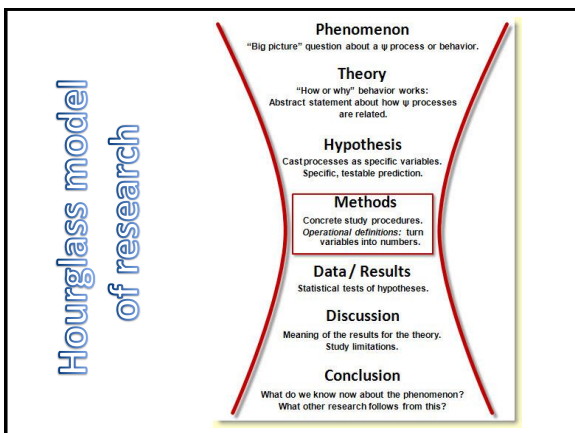 Hourglass model
of research
Phenomenon
“Big picture” question about a ψ process or behavior.
Theory
“How or why” behavior works:
Abstract statement about how ψ processes
are related.
Hypothesis
Cast processes as specific variables.
Specific, testable prediction.
Methods
Concrete study procedures.
Operational definitions: turn
variables into numbers.
Data / Results
Statistical tests of hypotheses.
Discussion
Meaning of the results for the theory.
Study limitations.
Conclusion
What do we know now about the phenomenon?
What other research follows from this?